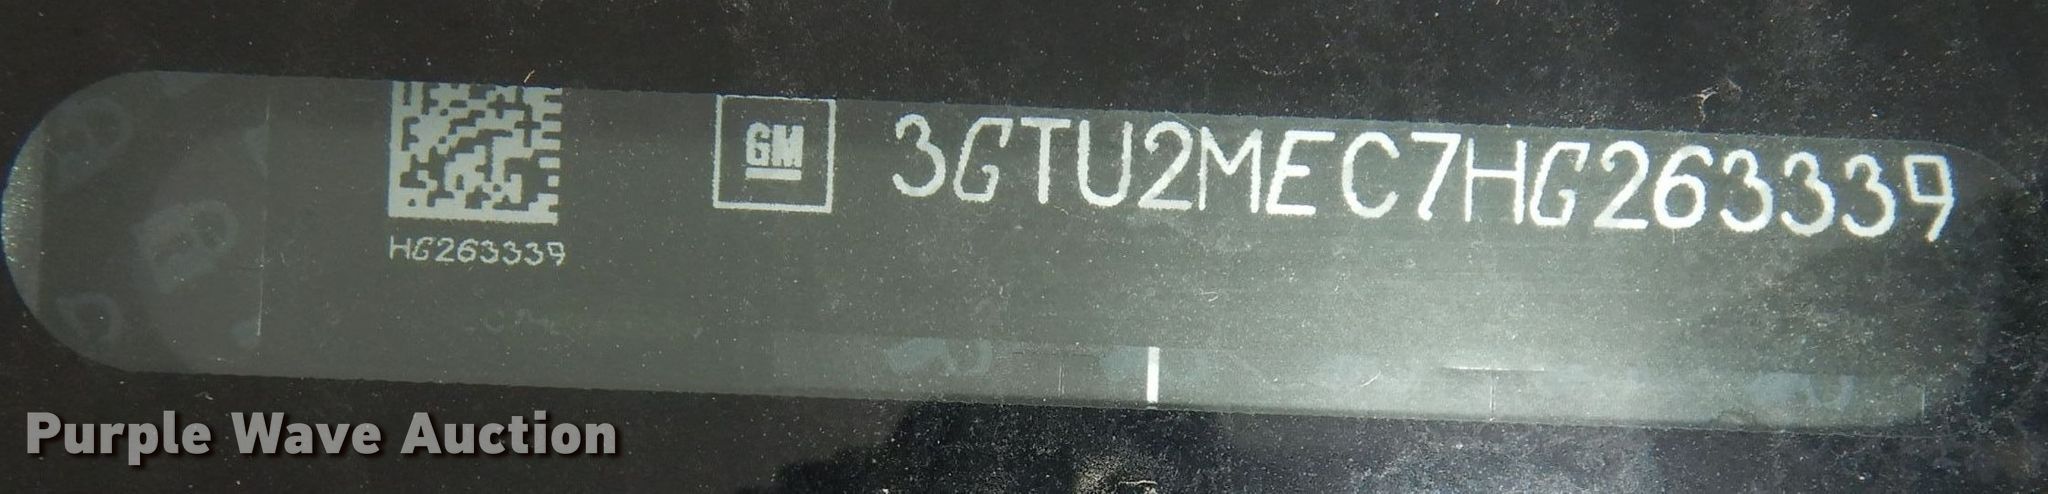 GM
3GTU2MEC7HG263339
HG263339
Purple Wave Auction